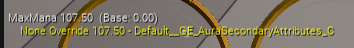 MaxMana 107.50  (Base: 0.00)
None Override 107.50 - Default__GE_AuraSecondaryAttributes_C